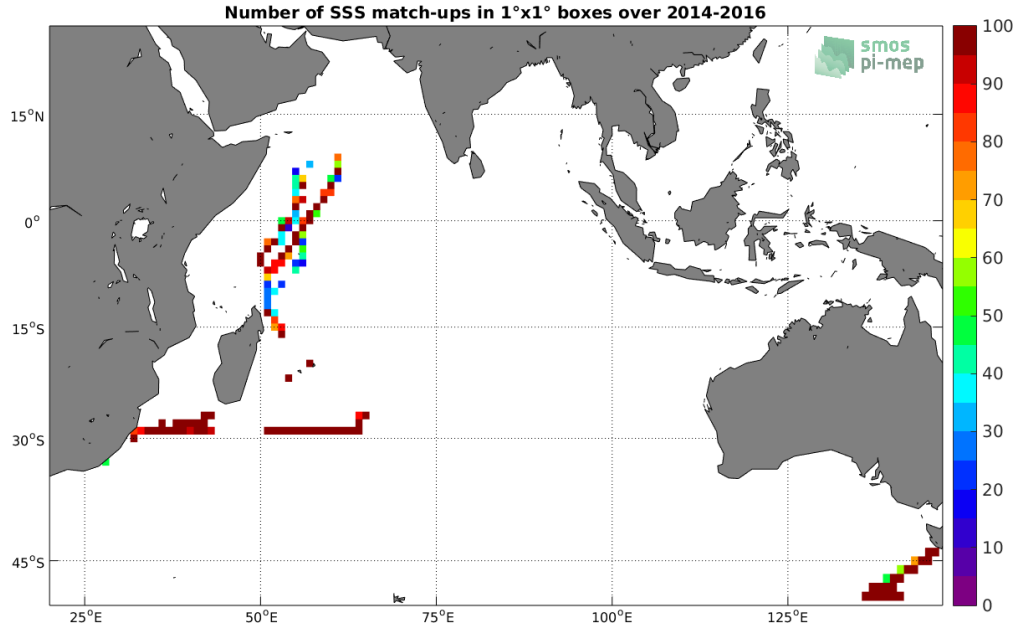 Number of SSS match-ups in 1°x1° boxes over 2014-2016
smos
pi-mep
15°N
0°
15°S
30°S
45°S
25°E
50°E
75°E
100°E
125°E
100
90
80
70
60
50
40
30
20
10
0